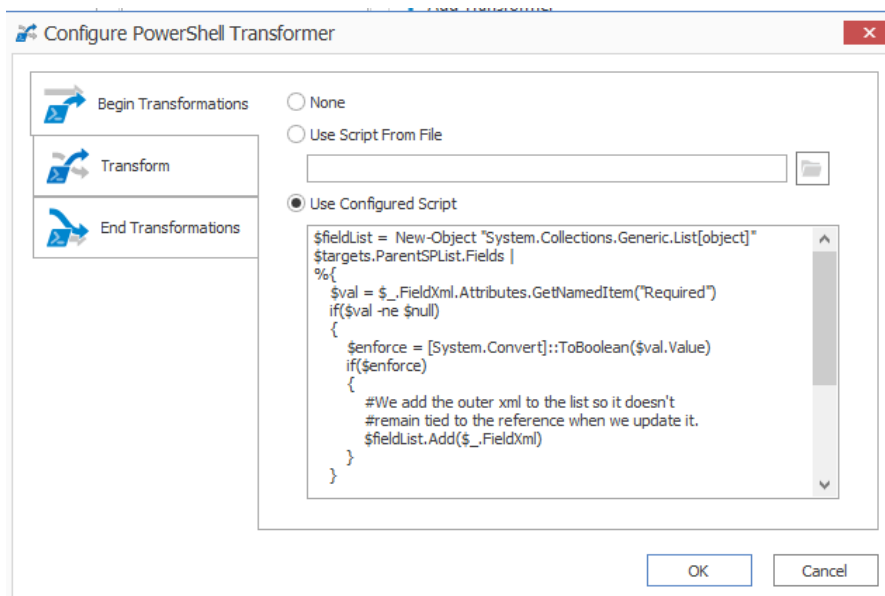 Configure PowerShell Transformer
Begin Transformations
Transform
End Transformations
None
Use Script From File
Use Configured Script
$fieldList = New-Object "System.Collections.Generic.List[object]"
$targets.ParentSPList.Fields |
%{
$val = $_.FieldXml.Attributes.GetNamedItem("Required")
if($val -ne $null)
{
$enforce = [System.Convert]::ToBoolean($val.Value)
if($enforce)
{
#We add the outer xml to the list so it doesn't
#remain tied to the reference when we update it.
$fieldList.Add($_.FieldXml)
}
}
OK
Cancel